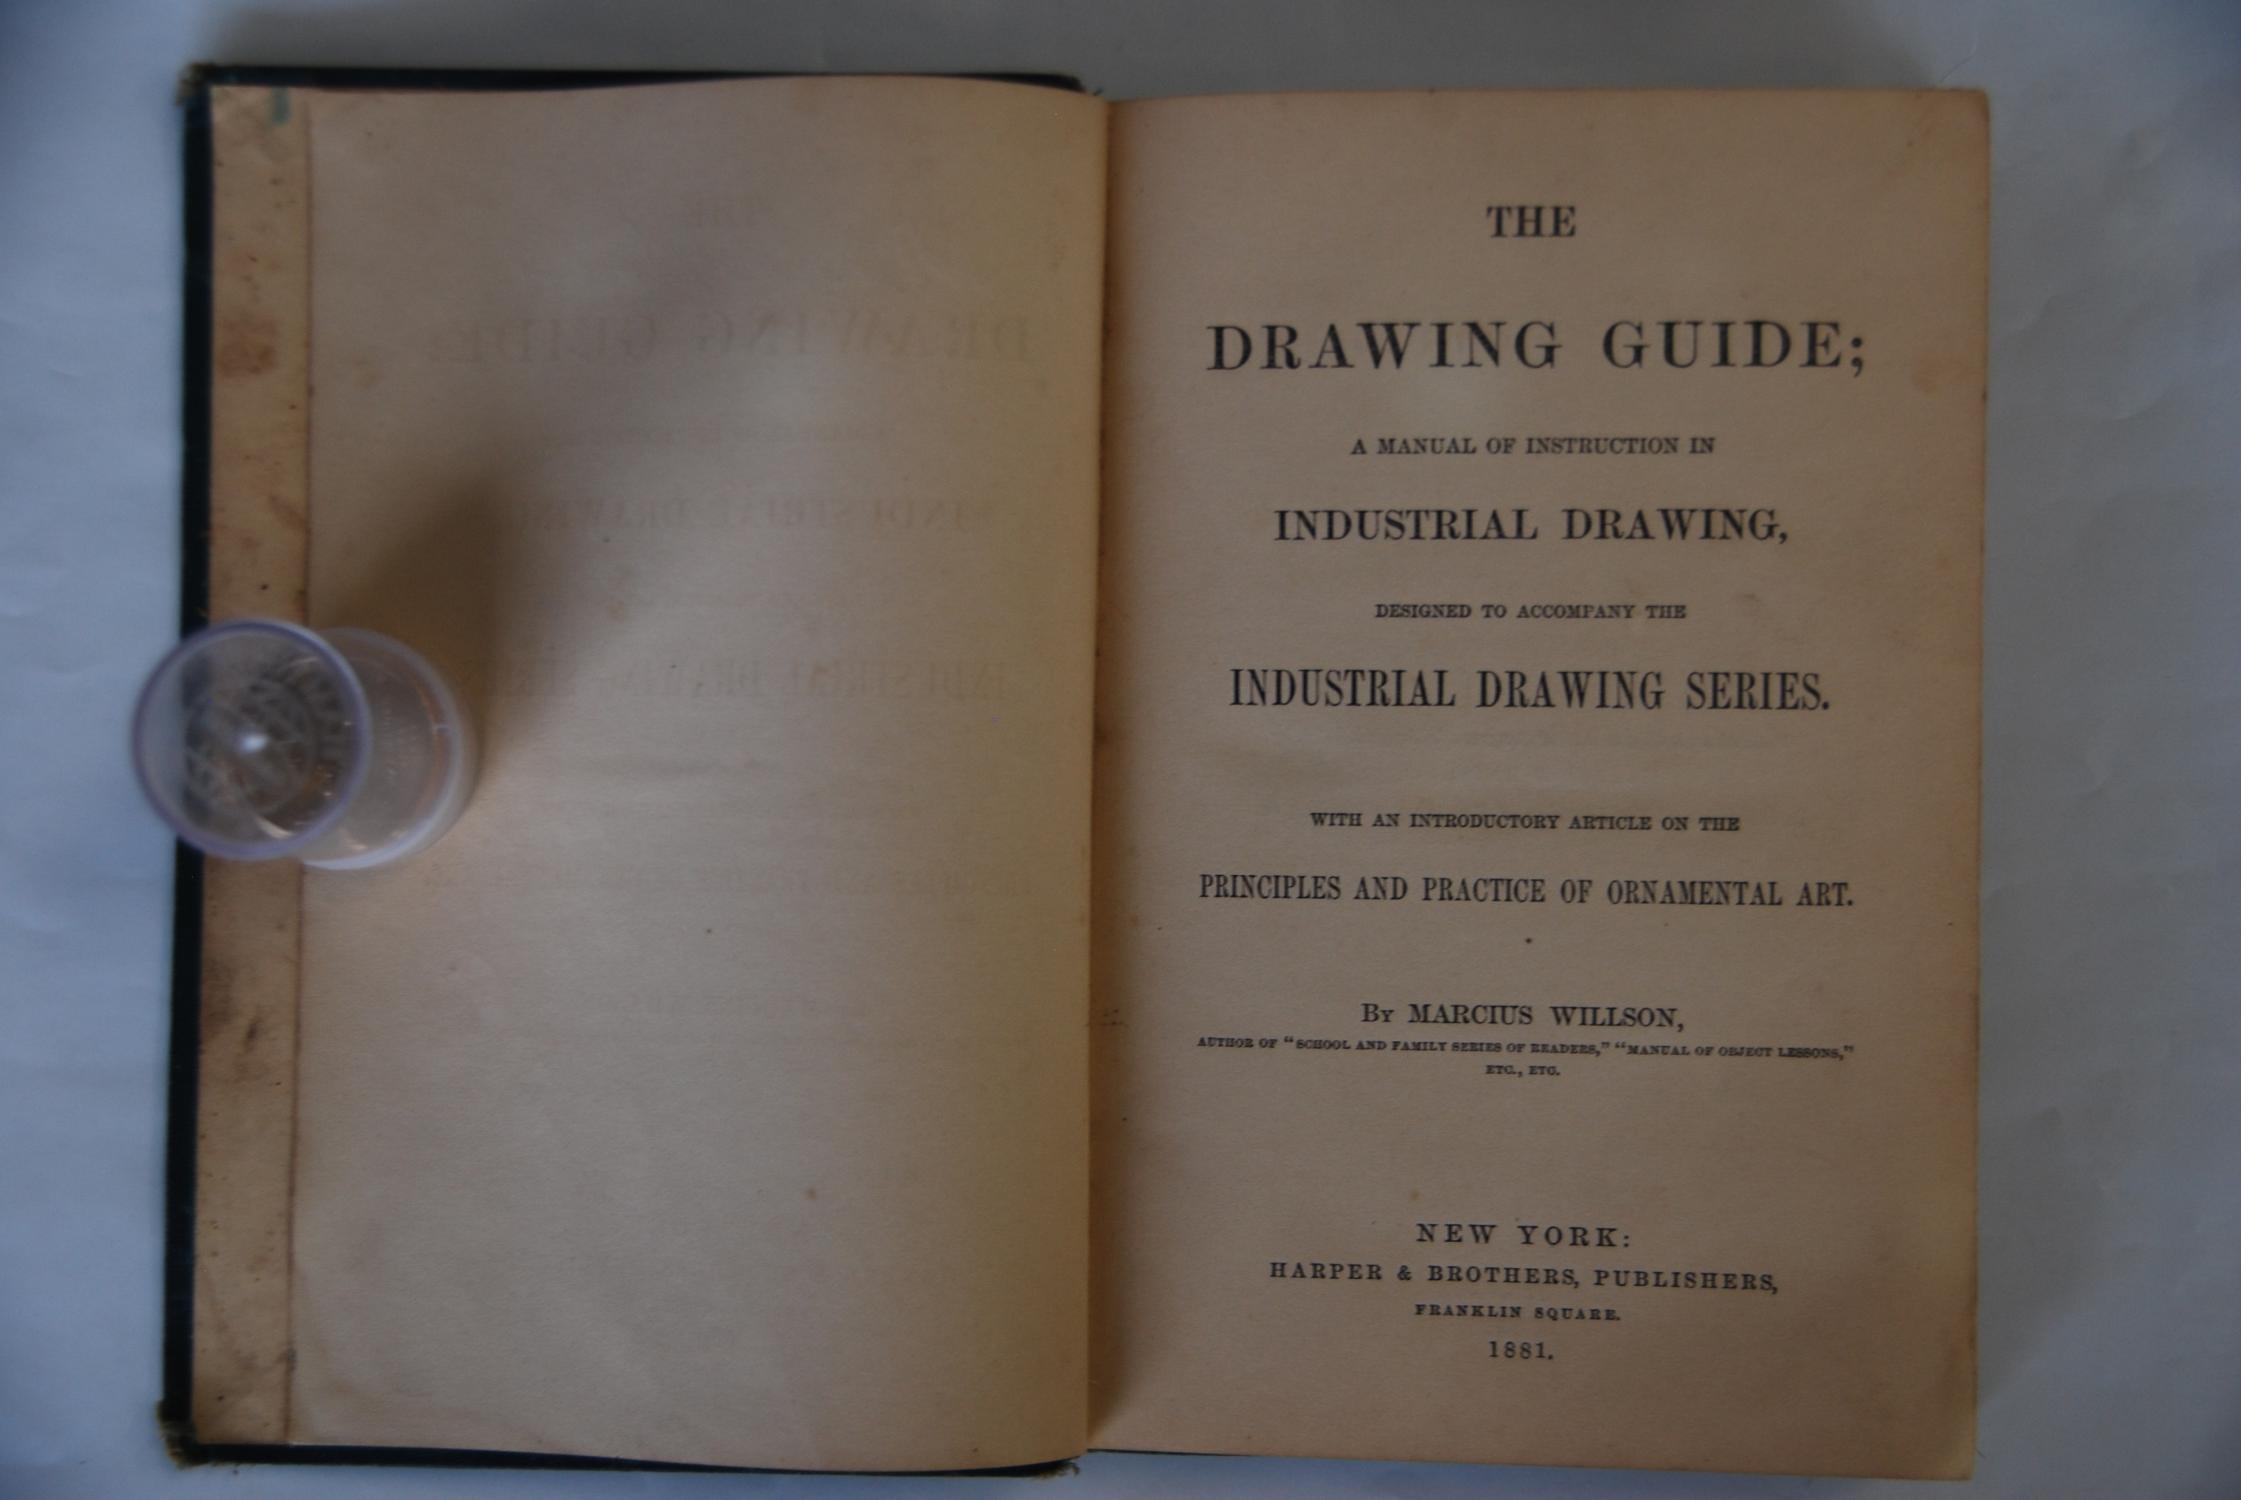 THE
DRAWING GUIDE;
A MANUAL OF INSTRUCTION IN
INDUSTRIAL DRAWING,
DESIGNED TO ACCOMPANY THE
INDUSTRIAL DRAWING SERIES.
WITH AN INTRODUCTORY ARTICLE ON THE
PRINCIPLES AND PRACTICE OF ORNAMENTAL ART.
By MARCIUS WILLSON,
AUTHOR OF "SCHOOL AND FAMILY SERIES OF READERS," "MANUAL OF OBJECT LESSONS,"
ETC., ETC.
NEW YORK:
HARPER & BROTHERS, PUBLISHERS,
FRANKLIN SQUARE.
1881.